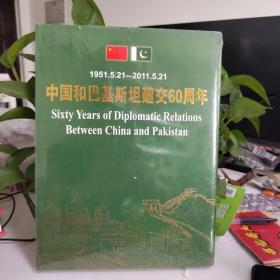 1951.5.21—2011.5.21
中国和巴基斯坦建交60周年
Sixty Years of Diplomatic Relations
Between China and Pakistan